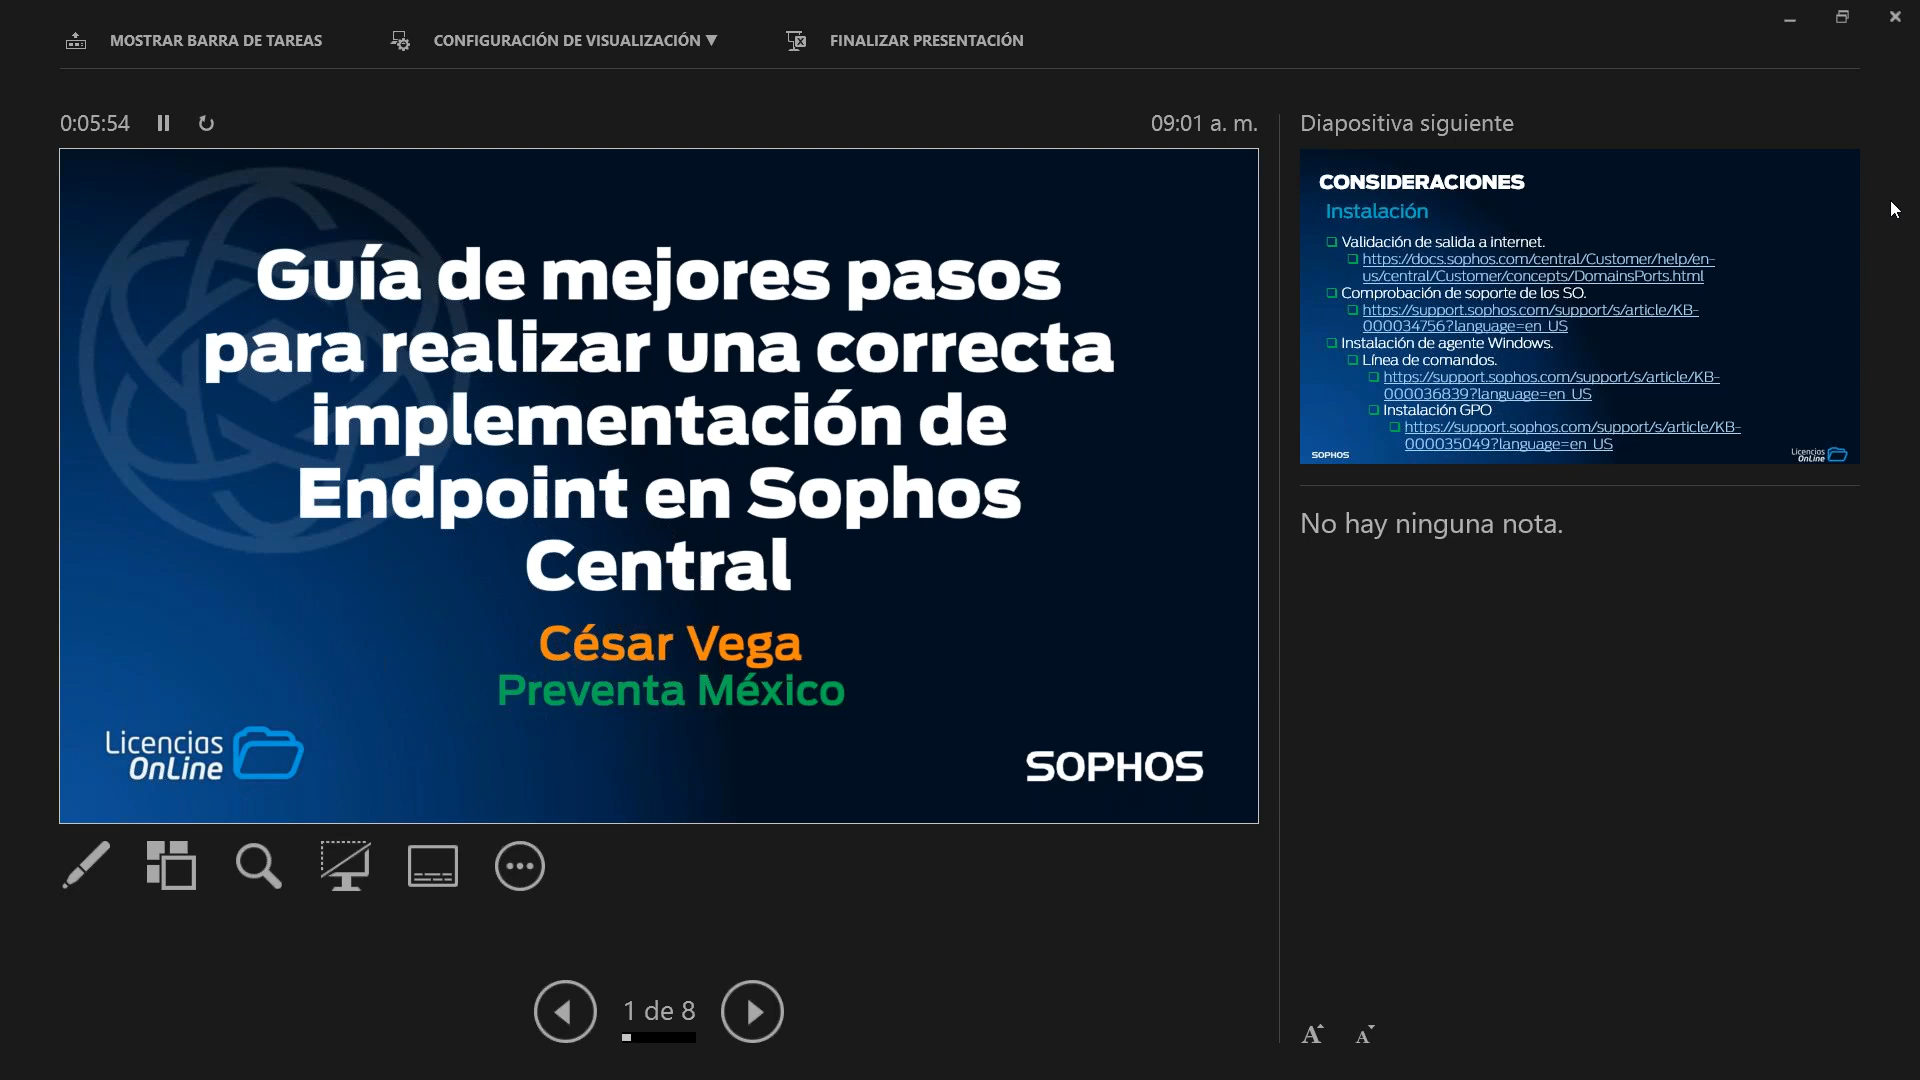 MOSTRAR BARRA DE TAREAS
CONFIGURACIÓN DE VISUALIZACIÓN ▼
FINALIZAR PRESENTACIÓN
0:05:54
09:01 a. m.
Guía de mejores pasos
para realizar una correcta
implementación de
Endpoint en Sophos
Central
César Vega
Preventa México
Licencias
OnLine
SOPHOS
1 de 8
Diapositiva siguiente
CONSIDERACIONES
Instalación
Validación de salida a internet.
https://docs.sophos.com/central/Customer/help/en-
us/central/Customer/concepts/DomainsPorts.html
Comprobación de soporte de los SO.
https://support.sophos.com/support/s/article/KB-
000034756?language=en_US
Instalación de agente Windows.
Línea de comandos.
https://support.sophos.com/support/s/article/KB-
000036839?language=en_US
Instalación GPO
https://support.sophos.com/support/s/article/KB-
000035049?language=en_US
SOPHOS
Licencias
OnLine
No hay ninguna nota.
A A